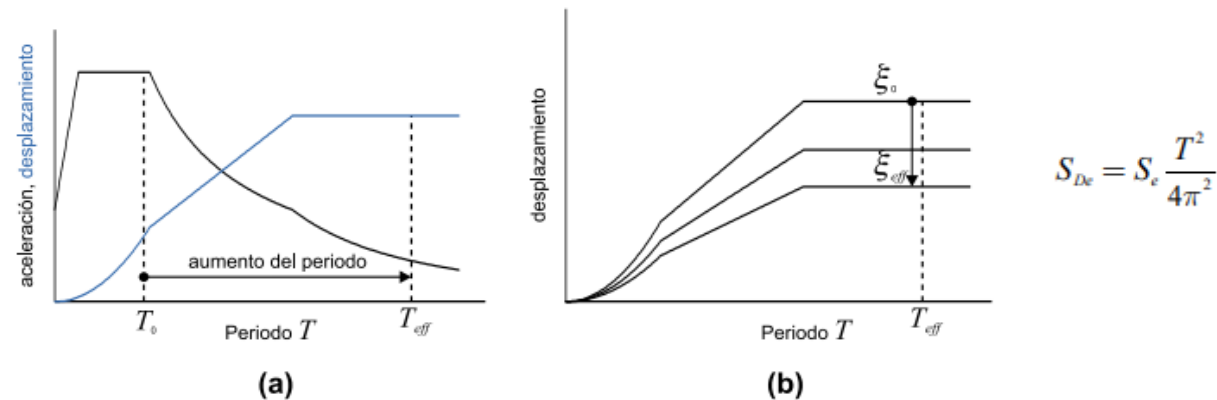 aceleración, desplazamiento
aumento del periodo
T₀
Periodo T
T_eff
(a)
desplazamiento
ξ₀
ξ_eff
Periodo T
T_eff
(b)
S_De = S_e T²/4π²